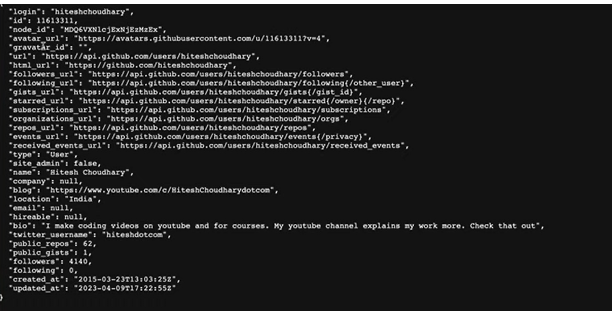 "login": "hiteshchoudhary",
"id": 11613311,
"node_id": "MDQ6VXNlcjExNjEzMzEx",
"avatar_url": "https://avatars.githubusercontent.com/u/11613311?v=4",
"gravatar_id": "",
"url": "https://api.github.com/users/hiteshchoudhary",
"html_url": "https://github.com/hiteshchoudhary",
"followers_url": "https://api.github.com/users/hiteshchoudhary/followers",
"following_url": "https://api.github.com/users/hiteshchoudhary/following{/other_user}",
"gists_url": "https://api.github.com/users/hiteshchoudhary/gists{/gist_id}",
"starred_url": "https://api.github.com/users/hiteshchoudhary/starred{/owner}{/repo}",
"subscriptions_url": "https://api.github.com/users/hiteshchoudhary/subscriptions",
"organizations_url": "https://api.github.com/users/hiteshchoudhary/orgs",
"repos_url": "https://api.github.com/users/hiteshchoudhary/repos",
"events_url": "https://api.github.com/users/hiteshchoudhary/events{/privacy}",
"received_events_url": "https://api.github.com/users/hiteshchoudhary/received_events",
"type": "User",
"site_admin": false,
"name": "Hitesh Choudhary",
"company": null,
"blog": "https://www.youtube.com/c/HiteshChoudharydotcom",
"location": "India",
"email": null,
"hireable": null,
"bio": "I make coding videos on youtube and for courses. My youtube channel explains my work more. Check that out",
"twitter_username": "hiteshdotcom",
"public_repos": 62,
"public_gists": 1,
"followers": 4140,
"following": 0,
"created_at": "2015-03-23T13:03:25Z",
"updated_at": "2023-04-09T17:22:55Z"
}